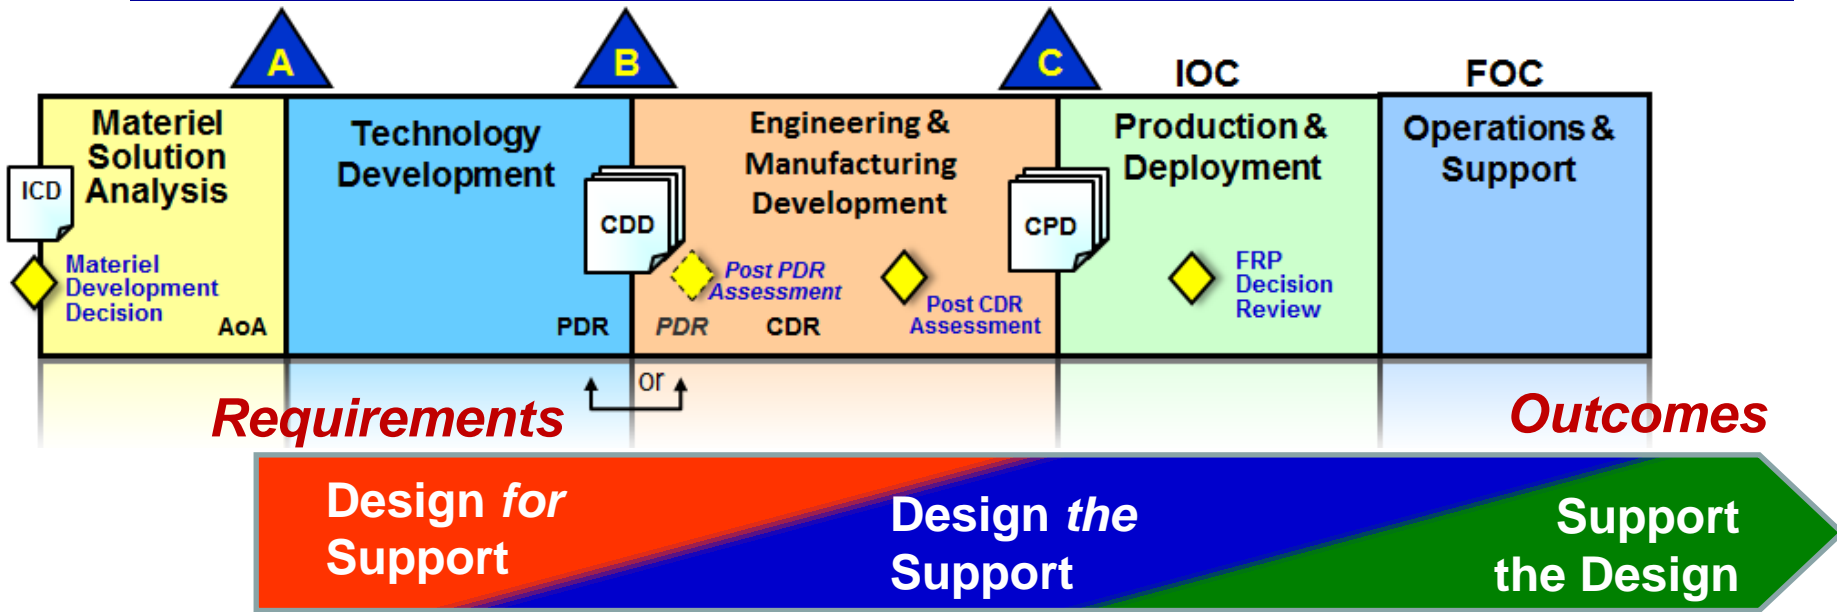 A
B
C
IOC
FOC
Materiel
Solution
Analysis
Technology
Development
Engineering &
Manufacturing
Development
Production &
Deployment
Operations &
Support
ICD
CDD
CPD
Materiel
Development
Decision
AoA
PDR
Post PDR
Assessment
PDR
CDR
Post CDR
Assessment
FRP
Decision
Review
or
Requirements
Outcomes
Design for
Support
Design the
Support
Support
the Design